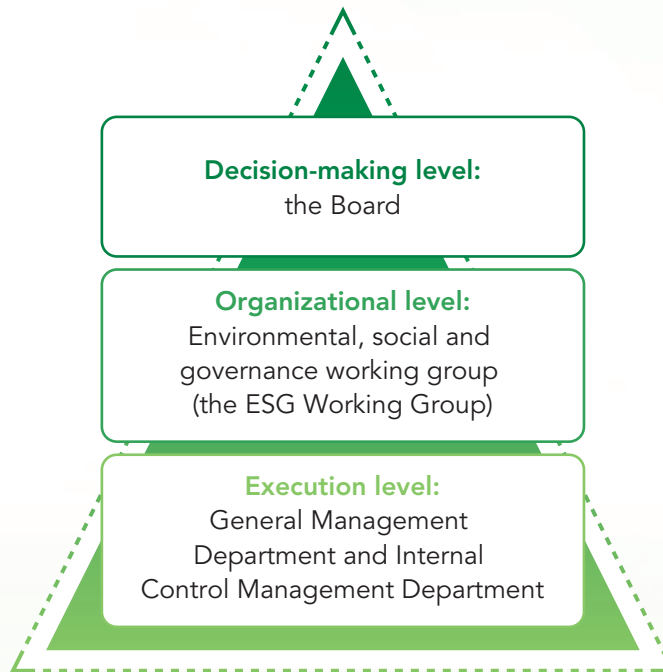 Decision-making level:
the Board
Organizational level:
Environmental, social and
governance working group
(the ESG Working Group)
Execution level:
General Management
Department and Internal
Control Management Department